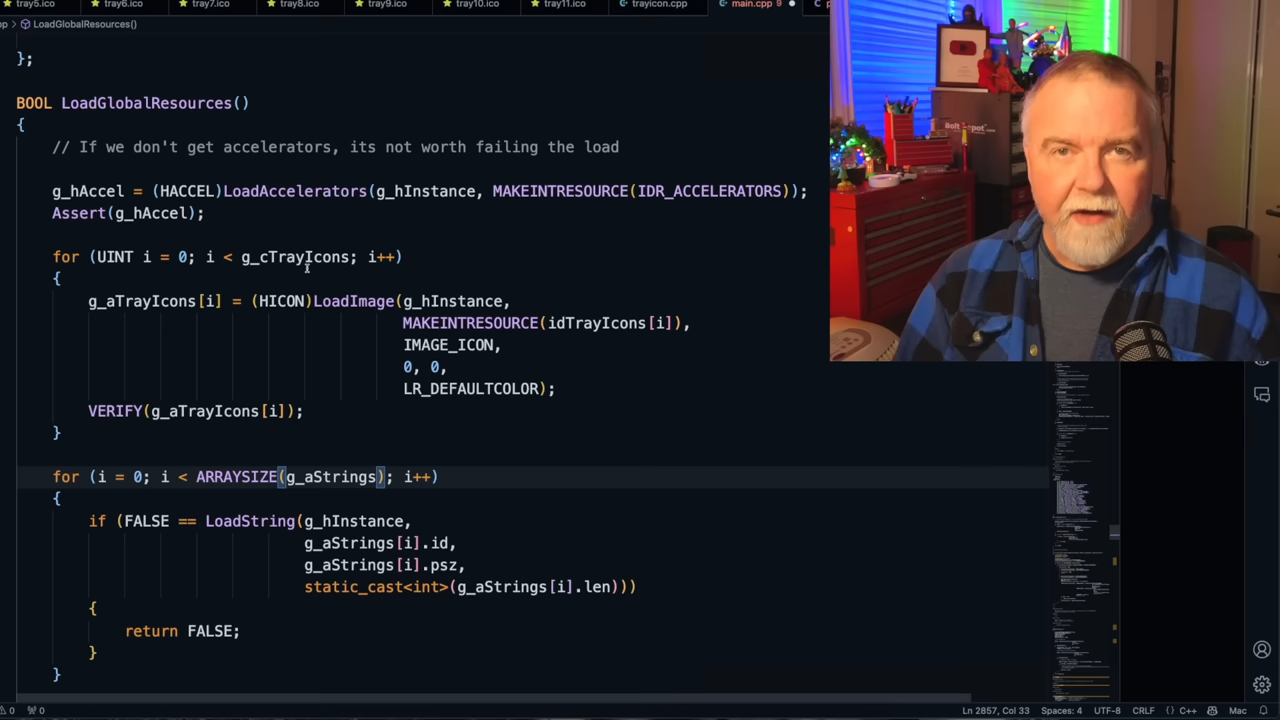 tray5.ico tray6.ico tray7.ico tray8.ico tray9.ico tray10.ico tray11.ico trayicon.cpp main.cpp 9
LoadGlobalResources()
};
BOOL LoadGlobalResources()
{
// If we don't get accelerators, its not worth failing the load
g_hAccel = (HACCEL)LoadAccelerators(g_hInstance, MAKEINTRESOURCE(IDR_ACCELERATORS));
Assert(g_hAccel);
for (UINT i = 0; i < g_cTrayIcons; i++)
{
g_aTrayIcons[i] = (HICON)LoadImage(g_hInstance,
MAKEINTRESOURCE(idTrayIcons[i]),
IMAGE_ICON,
0, 0,
LR_DEFAULTCOLOR);
VERIFY(g_aTrayIcons[i]);
}
for (i = 0; i < ARRAYSIZE(g_aStrings); i++)
{
if (FALSE == LoadString(g_hInstance,
g_aStrings[i].id,
g_aStrings[i].psz,
static_cast<int>(g_aStrings[i].len)))
{
return FALSE;
}
}
0 0 Ln 2857, Col 33 Spaces: 4 UTF-8 CRLF {} C++ Mac